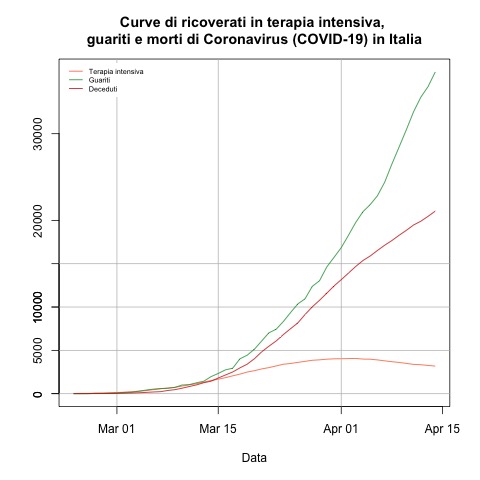 Curve di ricoverati in terapia intensiva,
guariti e morti di Coronavirus (COVID-19) in Italia
Terapia intensiva
Guariti
Deceduti
30000
20000
10000
5000
0
Mar 01
Mar 15
Apr 01
Apr 15
Data